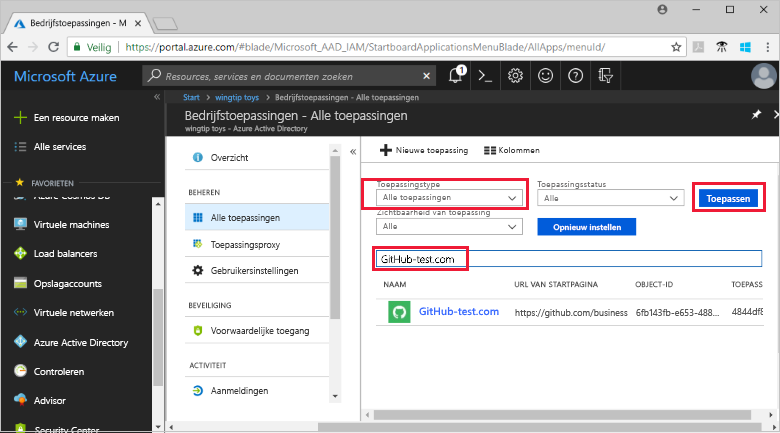 Bedrijfstoepassingen - M
Veilig
https://portal.azure.com/#blade/Microsoft_AAD_IAM/StartboardApplicationsMenuBlade/AllApps/menuId/
Microsoft Azure
Resources, services en documenten zoeken
1
Een resource maken
Alle services
FAVORIETEN
Azure Cosmos DB
Virtuele machines
Load balancers
Opslagaccounts
Virtuele netwerken
Azure Active Directory
Controleren
Advisor
Security Center
Start > wingtip toys > Bedrijfstoepassingen - Alle toepassingen
Bedrijfstoepassingen - Alle toepassingen
wingtip toys - Azure Active Directory
Overzicht
BEHEREN
Alle toepassingen
Toepassingsproxy
Gebruikersinstellingen
BEVEILIGING
Voorwaardelijke toegang
ACTIVITEIT
Aanmeldingen
Nieuwe toepassing
Kolommen
Toepassingstype
Toepassingsstatus
Alle toepassingen
Alle
Toepassen
Zichtbaarheid van toepassing
Alle
Opnieuw instellen
GitHub-test.com
NAAM
URL VAN STARTPAGINA
OBJECT-ID
TOEPASS
GitHub-test.com
https://github.com/business
6fb143fb-e653-488...
4844df8